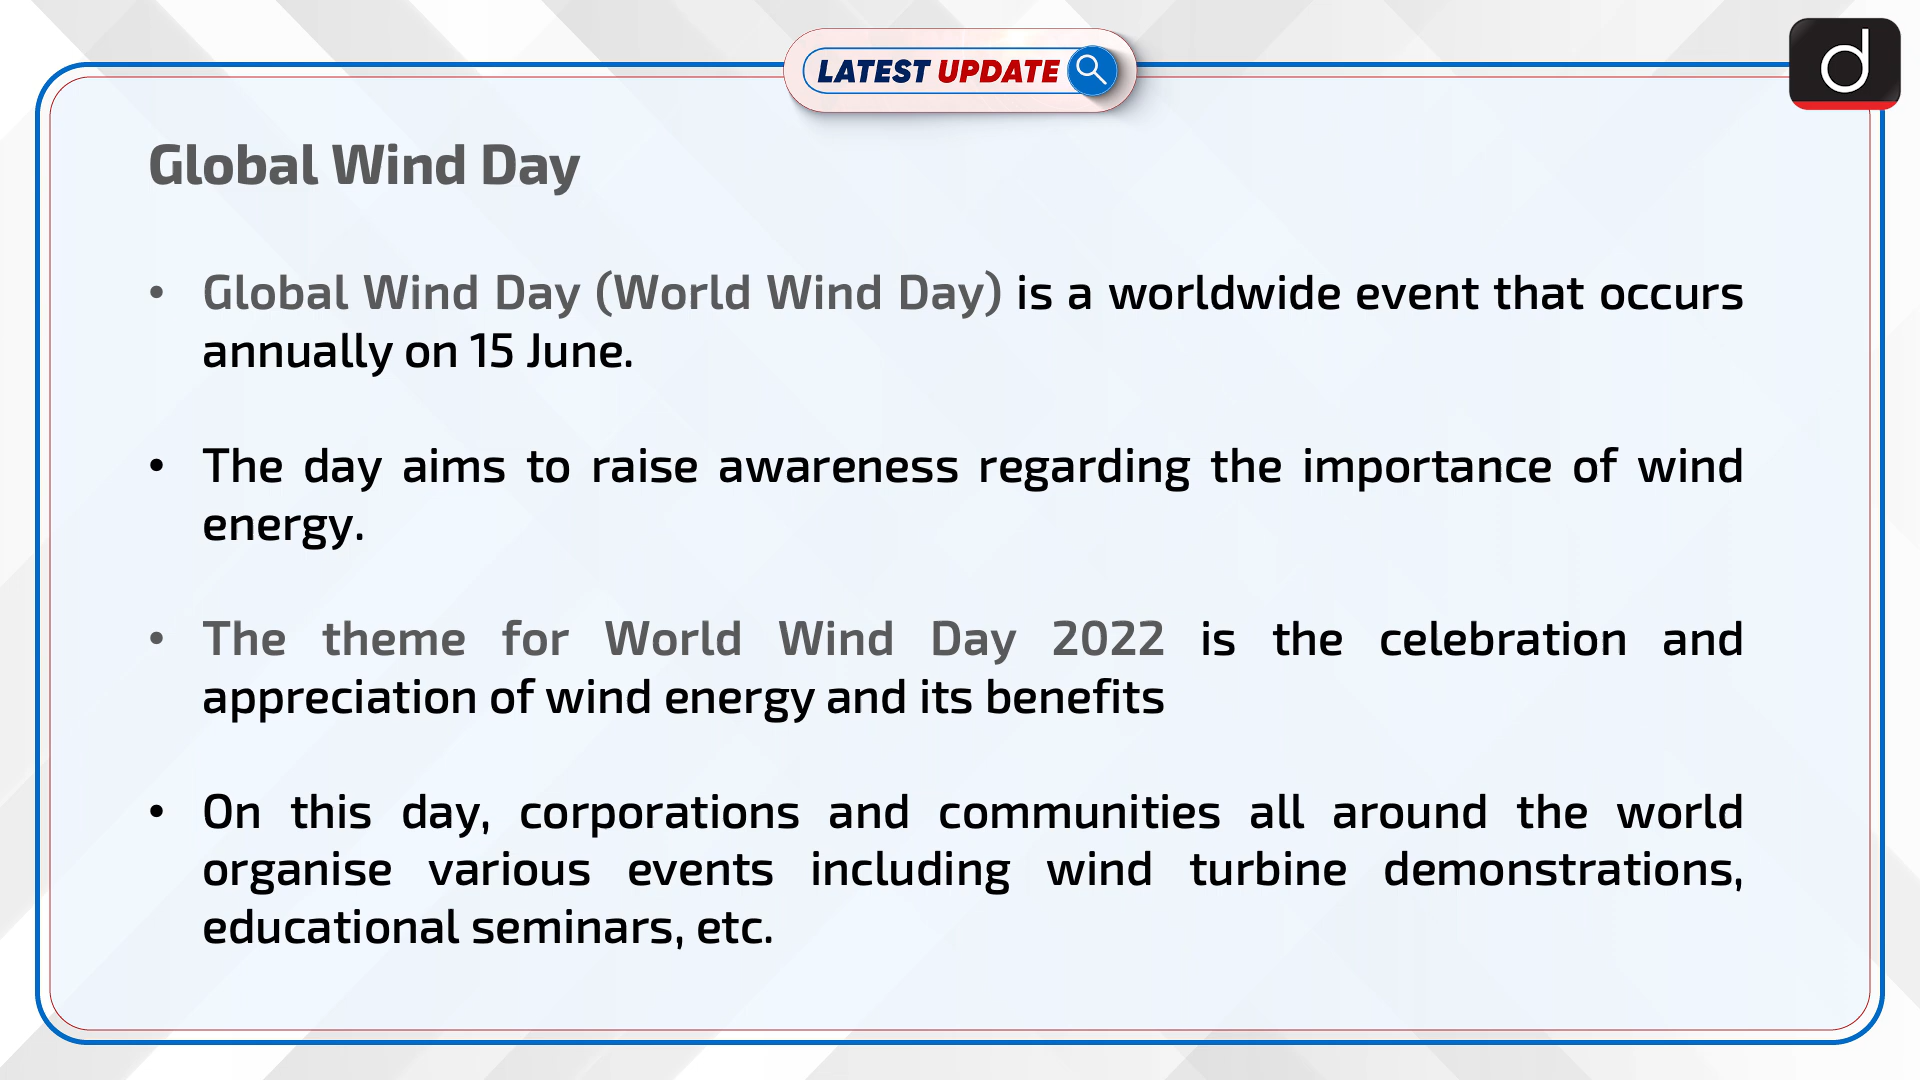 LATEST UPDATE
d
Global Wind Day
• Global Wind Day (World Wind Day) is a worldwide event that occurs
annually on 15 June.
• The day aims to raise awareness regarding the importance of wind
energy.
• The theme for World Wind Day 2022 is the celebration and
appreciation of wind energy and its benefits
• On this day, corporations and communities all around the world
organise various events including wind turbine demonstrations,
educational seminars, etc.